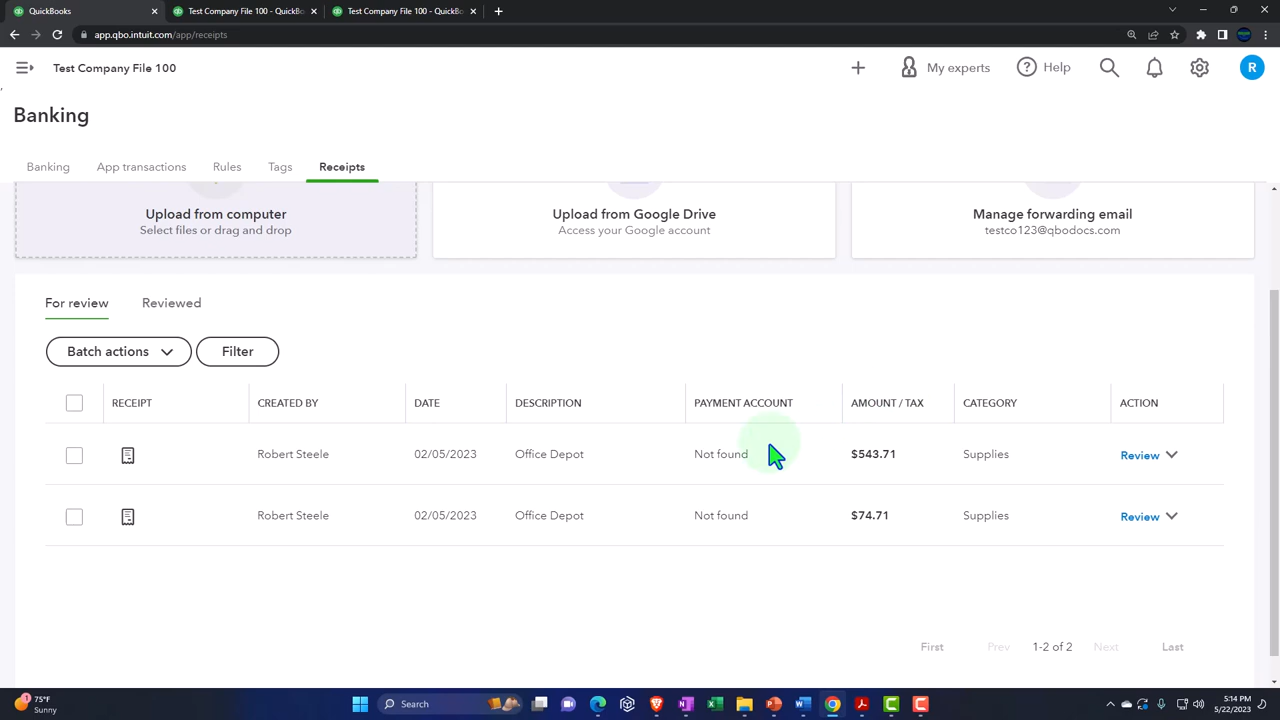 QuickBooks
Test Company File 100 - QuickBo
Test Company File 100 - QuickBo
app.qbo.intuit.com/app/receipts
Test Company File 100
My experts
Help
R
Banking
Banking
App transactions
Rules
Tags
Receipts
Upload from computer
Select files or drag and drop
Upload from Google Drive
Access your Google account
Manage forwarding email
testco123@qbodocs.com
For review
Reviewed
Batch actions
Filter
RECEIPT CREATED BY DATE DESCRIPTION PAYMENT ACCOUNT AMOUNT / TAX CATEGORY ACTION
Robert Steele 02/05/2023 Office Depot Not found $543.71 Supplies Review
Robert Steele 02/05/2023 Office Depot Not found $74.71 Supplies Review
First Prev 1-2 of 2 Next Last
75°F
Sunny
Search
5:14 PM
5/22/2023